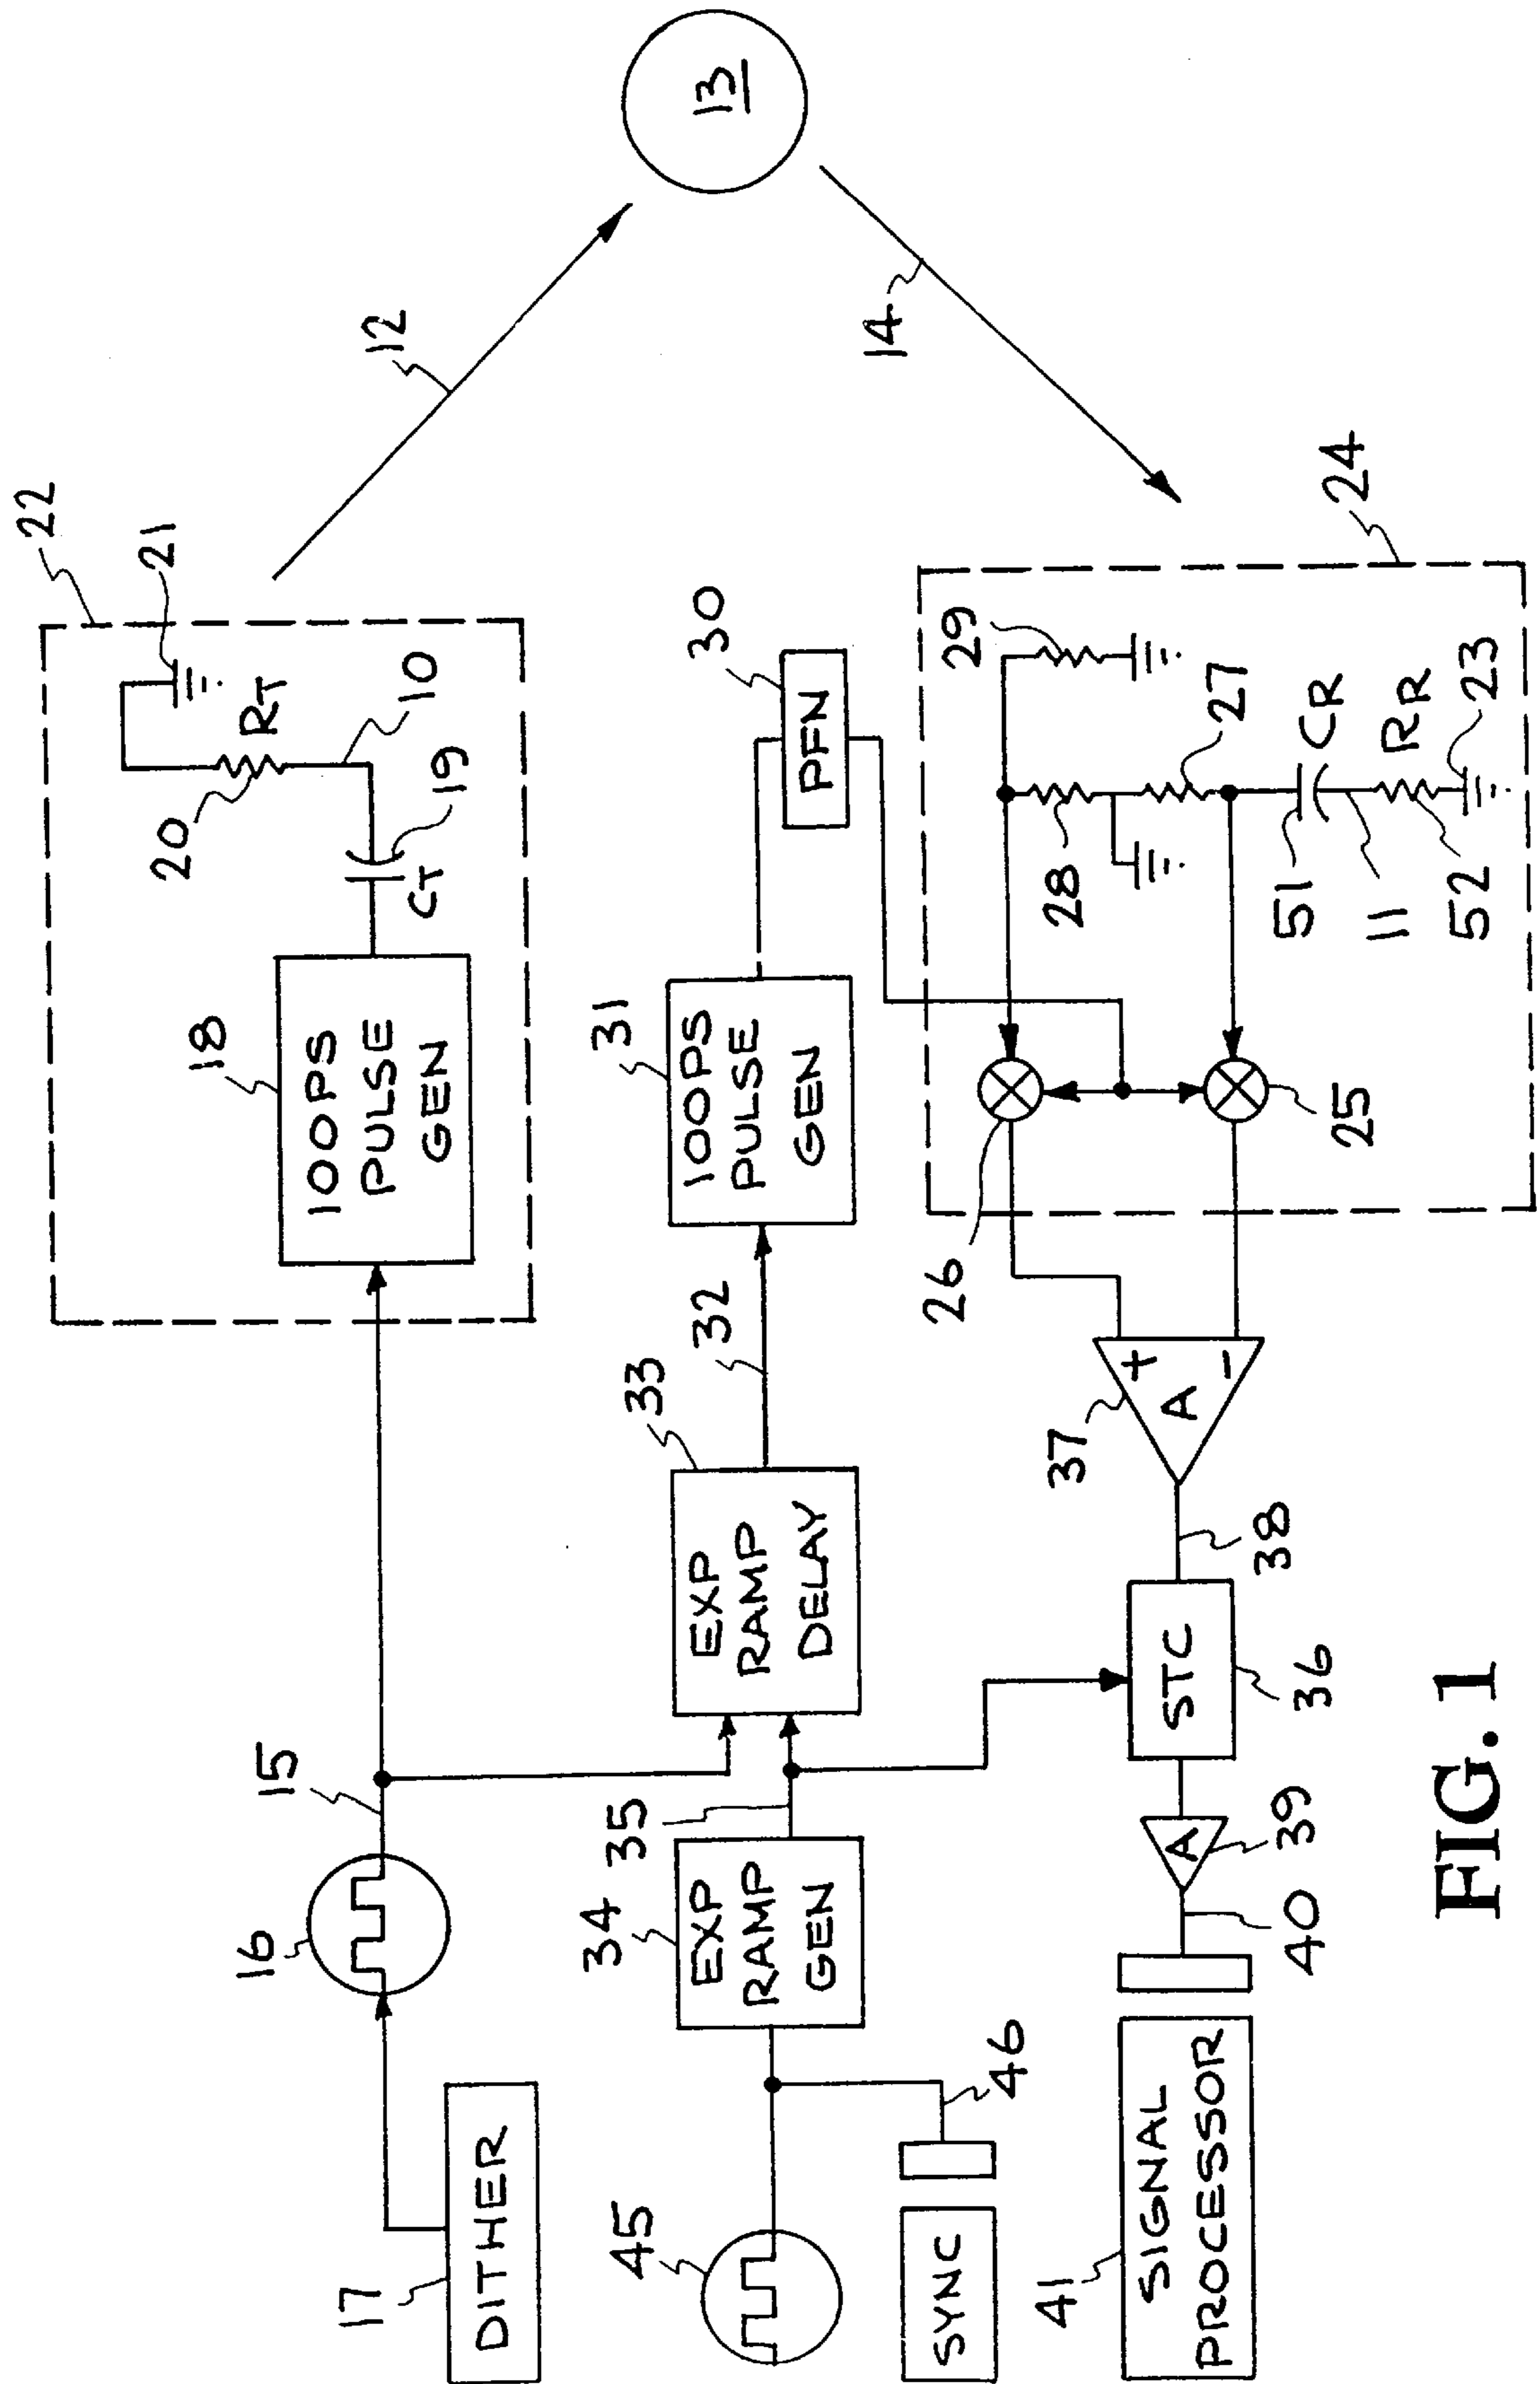 22
21
RT
10
20
19
CT
18
100PS
PULSE
GEN
15
16
17
DITHER
12
13
14
30
PFN
31
100PS
PULSE
GEN
32
33
EXP
RAMP
DELAY
35
34
EXP
RAMP
GEN
45
46
SYNC
24
29
28
27
51
CR
11
RR
52
23
26
25
+
A
−
37
38
STC
36
A
39
40
41
SIGNAL
PROCESSOR
FIG. 1